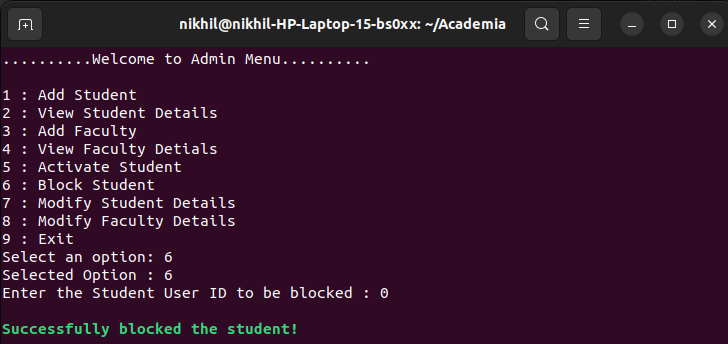 nikhil@nikhil-HP-Laptop-15-bs0xx: ~/Academia
..........Welcome to Admin Menu..........
1 : Add Student
2 : View Student Details
3 : Add Faculty
4 : View Faculty Detials
5 : Activate Student
6 : Block Student
7 : Modify Student Details
8 : Modify Faculty Details
9 : Exit
Select an option: 6
Selected Option : 6
Enter the Student User ID to be blocked : 0
Successfully blocked the student!